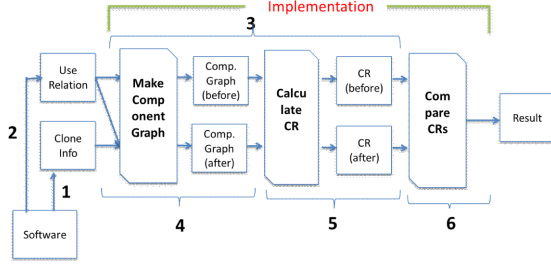 Implementation
3
Use
Relation
Make
Comp
onent
Graph
Comp.
Graph
(before)
Calcu
late
CR
CR
(before)
Com
pare
CRs
Result
2
Clone
Info
Comp.
Graph
(after)
CR
(after)
1
Software
4
5
6